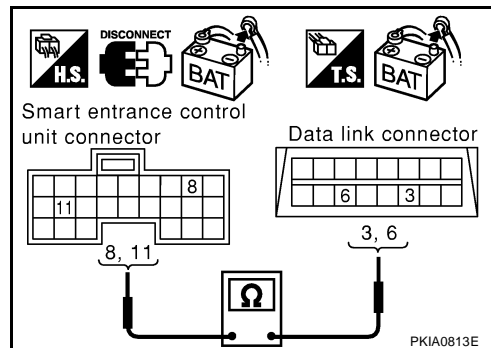 DISCONNECT
H.S.
BAT
T.S.
BAT
Smart entrance control
unit connector
Data link connector
8
11
6 3
8, 11
3, 6
Ω
PKIA0813E